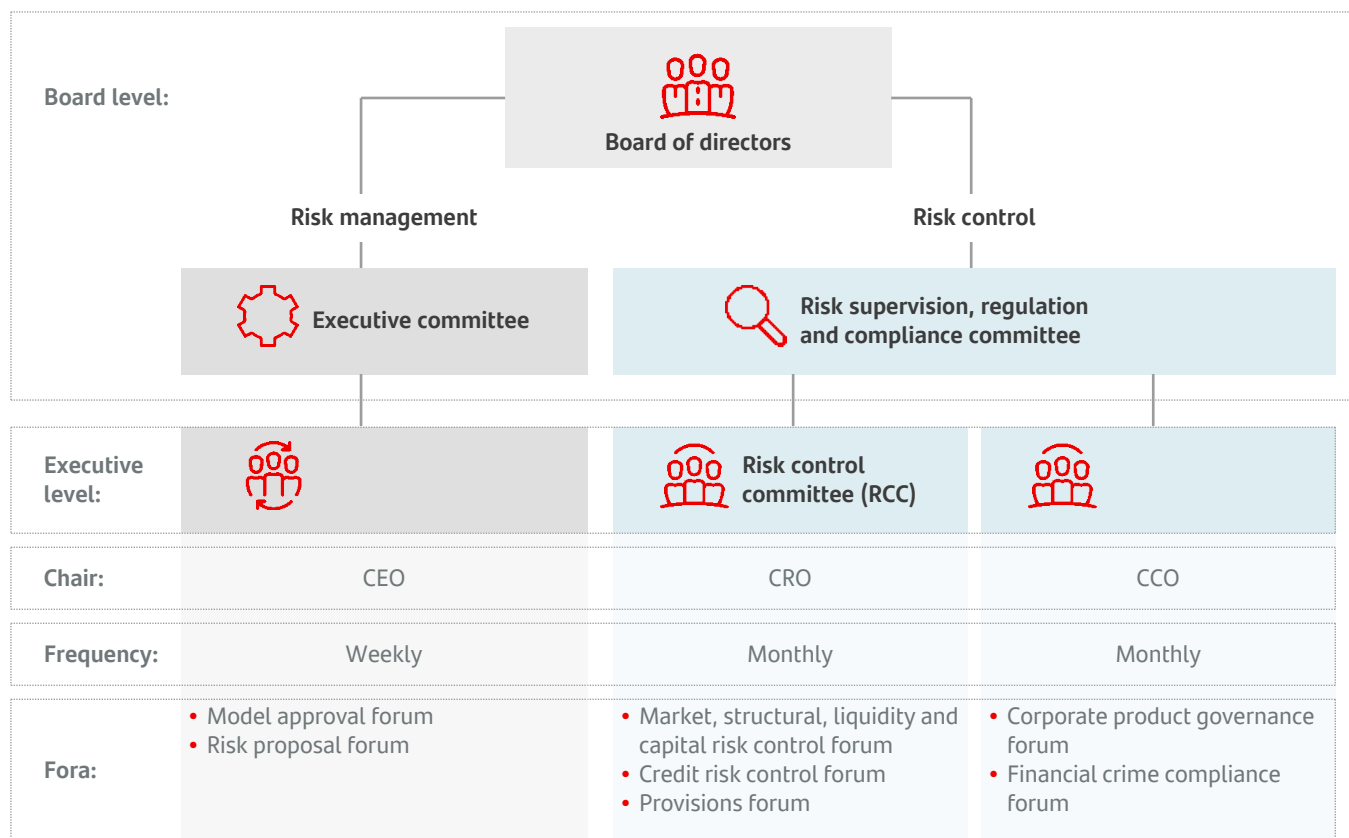 Board level:
Board of directors
Risk management
Risk control
Executive committee
Risk supervision, regulation
and compliance committee
Executive
level:
Risk control
committee (RCC)
Chair:
CEO
CRO
CCO
Frequency:
Weekly
Monthly
Monthly
Fora:
• Model approval forum
• Risk proposal forum
• Market, structural, liquidity and
capital risk control forum
• Credit risk control forum
• Provisions forum
• Corporate product governance
forum
• Financial crime compliance
forum